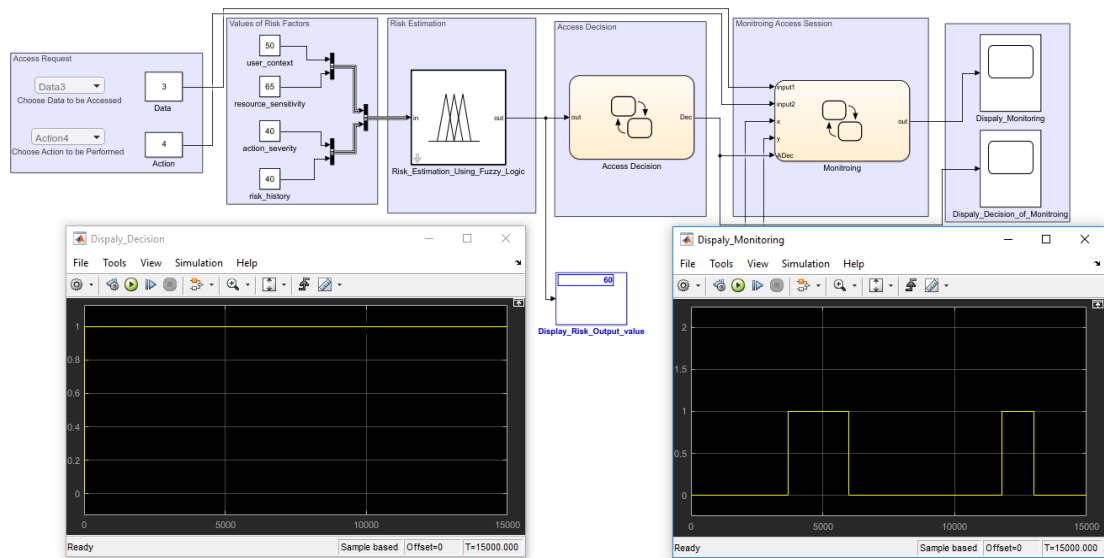 Access Request
Data3
Choose Data to be Accessed
3
Data
Action4
Choose Action to be Performed
4
Action
Values of Risk Factors
50
user_context
65
resource_sensitivity
40
action_severity
40
risk_history
Risk Estimation
in
out
Risk_Estimation_Using_Fuzzy_Logic
Access Decision
out
Dec
Access Decision
Monitroing Access Session
input1
input2
x
y
ADec
out
Monitroing
Dispaly_Monitoring
Dispaly_Decision_of_Monitroing
60
Display_Risk_Output_value
Dispaly_Decision
File Tools View Simulation Help
1
0.8
0.6
0.4
0.2
0
0 5000 10000 15000
Ready Sample based Offset=0 T=15000.000
Dispaly_Monitoring
File Tools View Simulation Help
2
1.5
1
0.5
0
0 5000 10000 15000
Ready Sample based Offset=0 T=15000.000